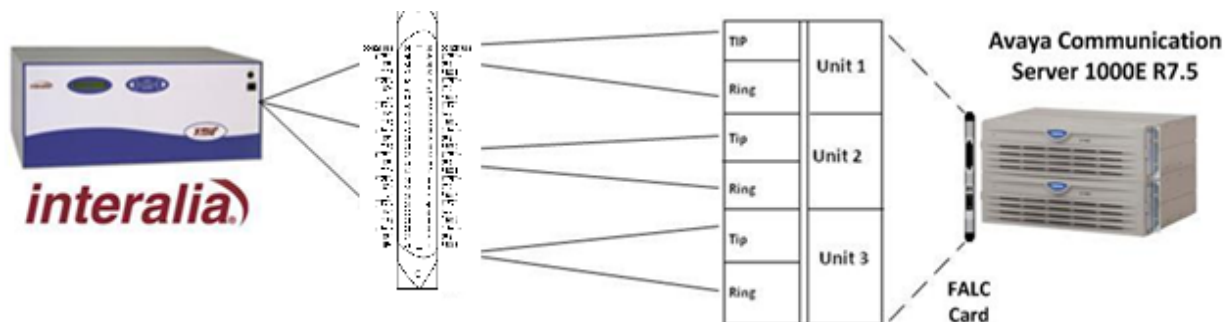 interalia
TIP
Ring
Tip
Ring
Tip
Ring
Unit 1
Unit 2
Unit 3
Avaya Communication
Server 1000E R7.5
FALC
Card